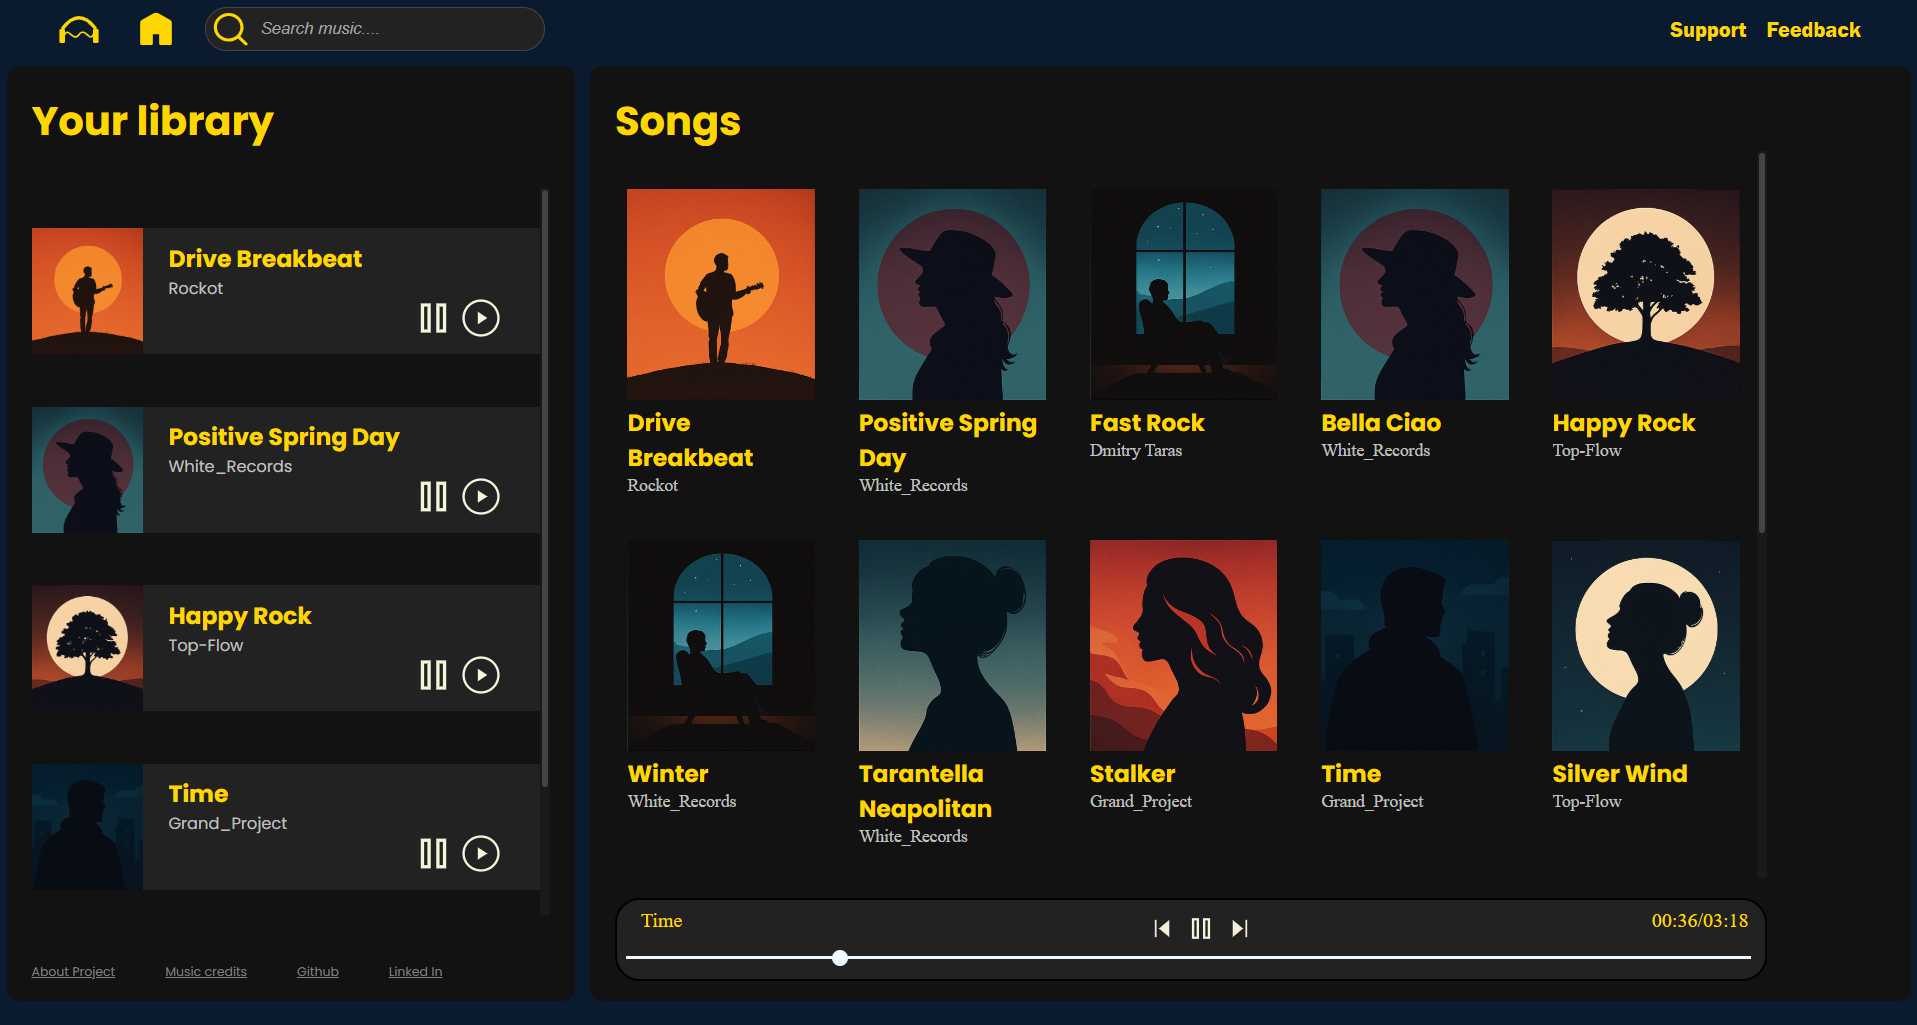 Search music....
Support
Feedback
Your library
Drive Breakbeat
Rockot
Positive Spring Day
White_Records
Happy Rock
Top-Flow
Time
Grand_Project
About Project
Music credits
Github
Linked In
Songs
Drive
Breakbeat
Rockot
Positive Spring
Day
White_Records
Fast Rock
Dmitry Taras
Bella Ciao
White_Records
Happy Rock
Top-Flow
Winter
White_Records
Tarantella
Neapolitan
White_Records
Stalker
Grand_Project
Time
Grand_Project
Silver Wind
Top-Flow
Time
00:36/03:18